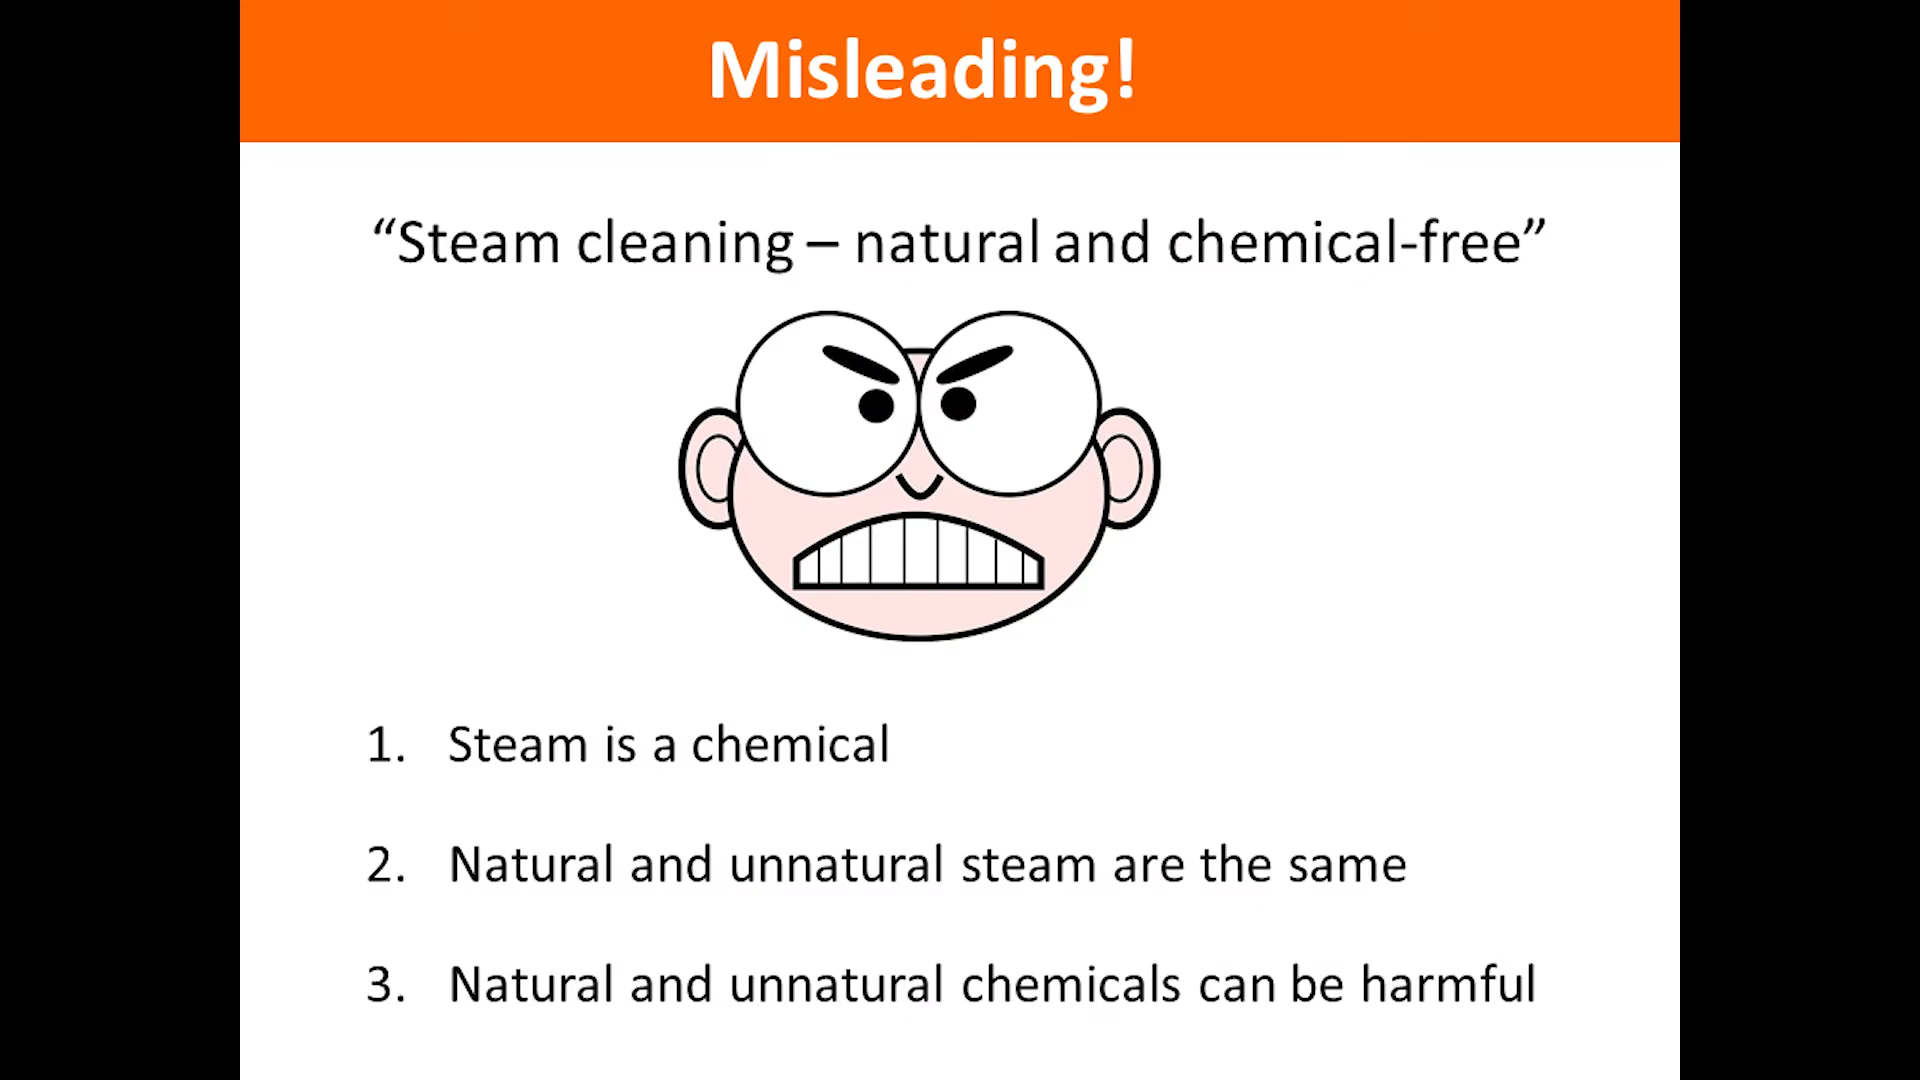 Misleading!
“Steam cleaning – natural and chemical-free”
1. Steam is a chemical
2. Natural and unnatural steam are the same
3. Natural and unnatural chemicals can be harmful